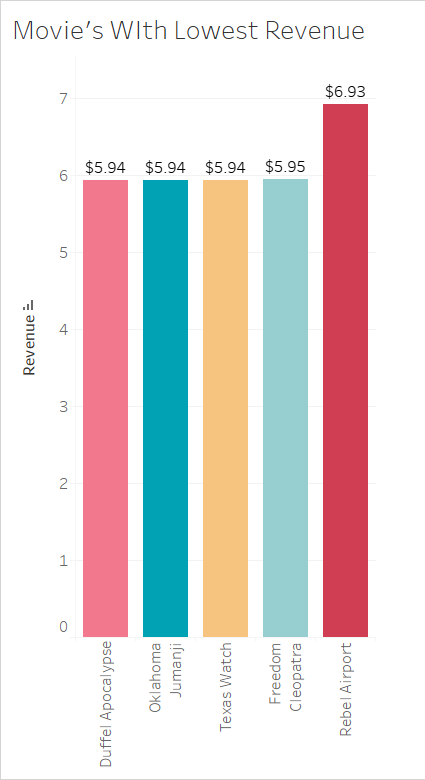 Movie's WIth Lowest Revenue
$6.93
7
$5.94 $5.94 $5.94 $5.95
6
5
4
3
2
1
0
Revenue
Duffel Apocalypse
Oklahoma
Jumanji
Texas Watch
Freedom
Cleopatra
Rebel Airport